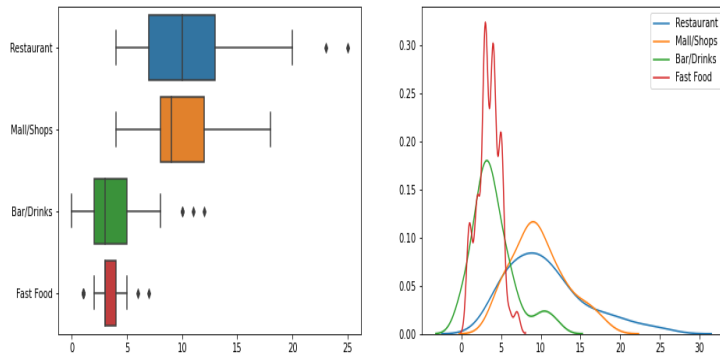 Restaurant
Mall/Shops
Bar/Drinks
Fast Food
0 5 10 15 20 25
0.30
0.25
0.20
0.15
0.10
0.05
0.00
0 5 10 15 20 25 30
Restaurant
Mall/Shops
Bar/Drinks
Fast Food